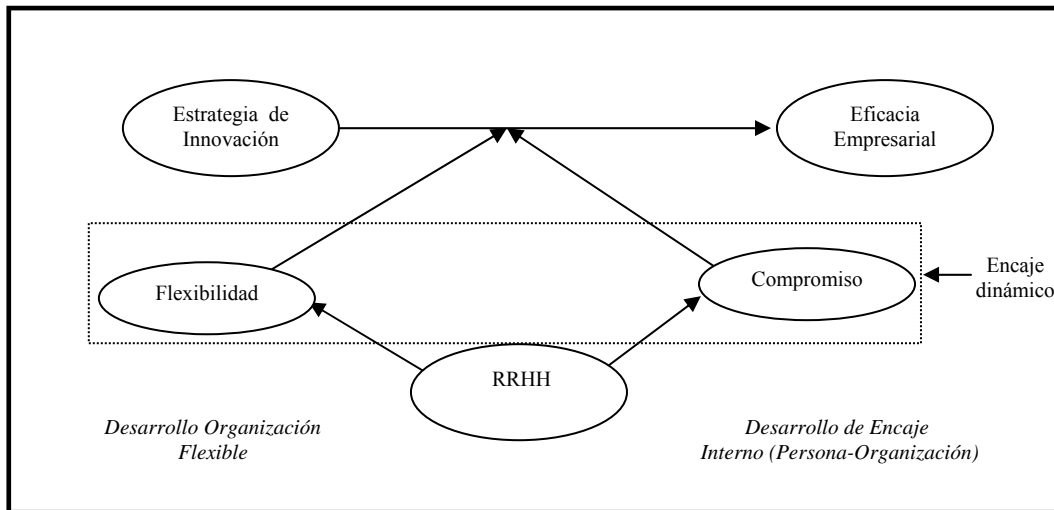 Estrategia de
Innovación
Eficacia
Empresarial
Flexibilidad
Compromiso
Encaje
dinámico
RRHH
Desarrollo Organización
Flexible
Desarrollo de Encaje
Interno (Persona-Organización)